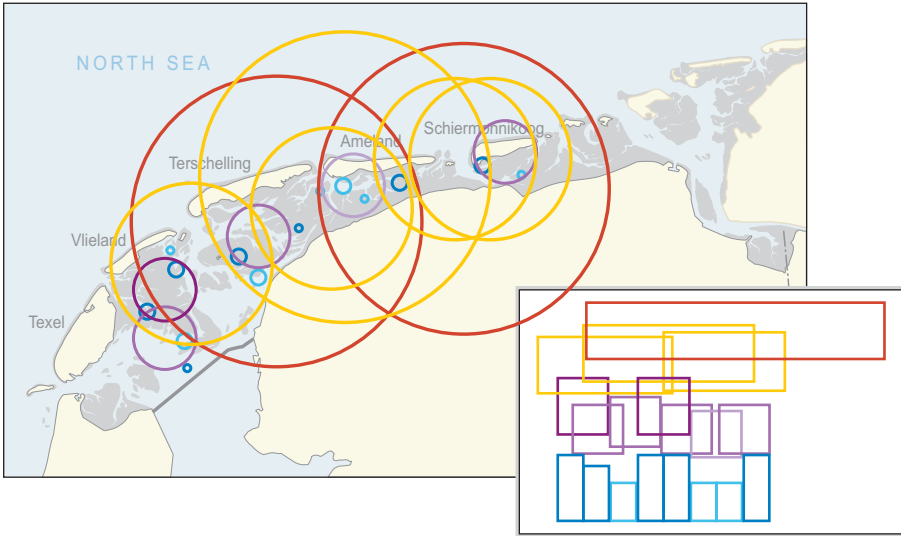 NORTH SEA
Schiermonnikoog
Ameland
Terschelling
Vlieland
Texel